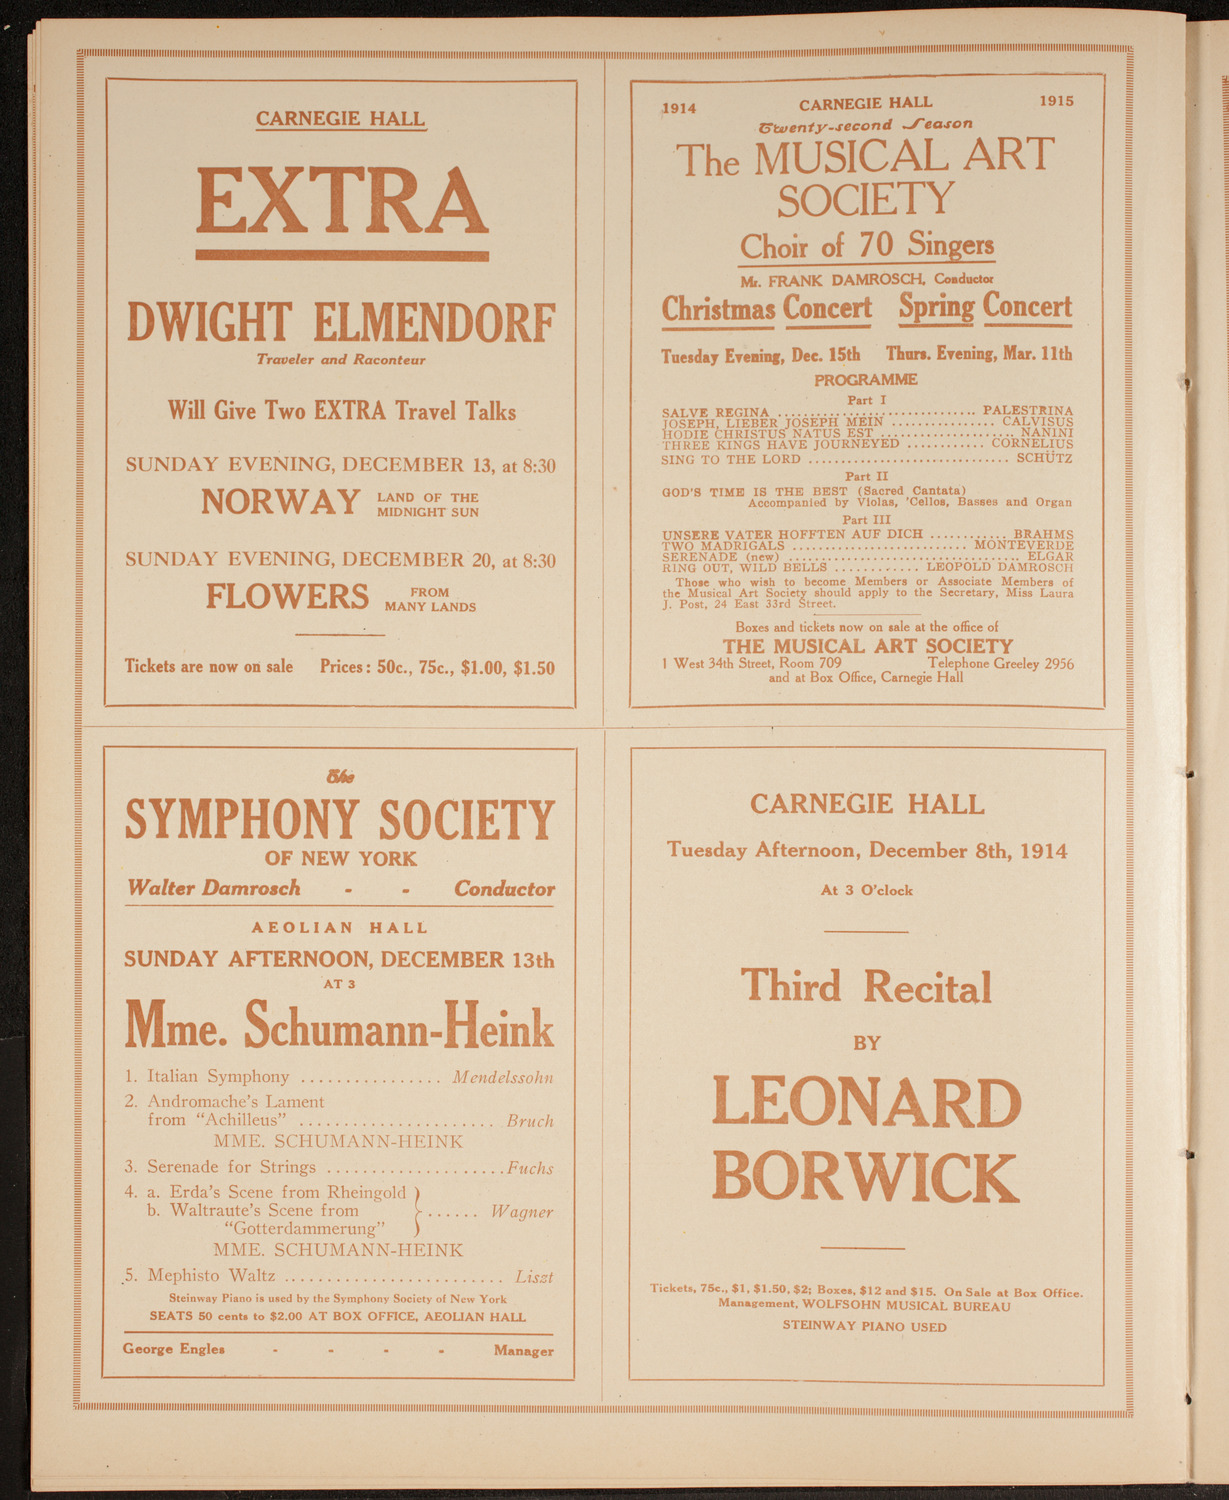 CARNEGIE HALL
EXTRA
DWIGHT ELMENDORF
Traveler and Raconteur
Will Give Two EXTRA Travel Talks
SUNDAY EVENING, DECEMBER 13, at 8:30
NORWAY LAND OF THE
MIDNIGHT SUN
SUNDAY EVENING, DECEMBER 20, at 8:30
FLOWERS FROM
MANY LANDS
Tickets are now on sale Prices: 50c., 75c., $1.00, $1.50
1914 CARNEGIE HALL 1915
Twenty-second Season
The MUSICAL ART
SOCIETY
Choir of 70 Singers
Mr. FRANK DAMROSCH, Conductor
Christmas Concert Spring Concert
Tuesday Evening, Dec. 15th Thurs. Evening, Mar. 11th
PROGRAMME
Part I
SALVE REGINA .............................. PALESTRINA
JOSEPH, LIEBER JOSEPH MEIN ................ CALVISUS
HODIE CHRISTUS NATUS EST ..................... NANINI
THREE KINGS HAVE JOURNEYED ............ CORNELIUS
SING TO THE LORD ............................... SCHÜTZ
Part II
GOD'S TIME IS THE BEST (Sacred Cantata)
Accompanied by Violas, 'Cellos, Basses and Organ
Part III
UNSERE VATER HOFFTEN AUF DICH ............ BRAHMS
TWO MADRIGALS ........................... MONTEVERDE
SERENADE (new) .................................... ELGAR
RING OUT, WILD BELLS ............. LEOPOLD DAMROSCH
Those who wish to become Members or Associate Members of
the Musical Art Society should apply to the Secretary, Miss Laura
J. Post, 24 East 33rd Street.
Boxes and tickets now on sale at the office of
THE MUSICAL ART SOCIETY
1 West 34th Street, Room 709 Telephone Greeley 2956
and at Box Office, Carnegie Hall
The
SYMPHONY SOCIETY
OF NEW YORK
Walter Damrosch - - Conductor
AEOLIAN HALL
SUNDAY AFTERNOON, DECEMBER 13th
AT 3
Mme. Schumann-Heink
1. Italian Symphony ................ Mendelssohn
2. Andromache's Lament
from "Achilleus" ...................... Bruch
MME. SCHUMANN-HEINK
3. Serenade for Strings ....................Fuchs
4. a. Erda's Scene from Rheingold
b. Waltraute's Scene from } ...... Wagner
"Gotterdammerung"
MME. SCHUMANN-HEINK
5. Mephisto Waltz ......................... Liszt
Steinway Piano is used by the Symphony Society of New York
SEATS 50 cents to $2.00 AT BOX OFFICE, AEOLIAN HALL
George Engles - - - - Manager
CARNEGIE HALL
Tuesday Afternoon, December 8th, 1914
At 3 O'clock
Third Recital
BY
LEONARD
BORWICK
Tickets, 75c., $1, $1.50, $2; Boxes, $12 and $15. On Sale at Box Office.
Management, WOLFSOHN MUSICAL BUREAU
STEINWAY PIANO USED